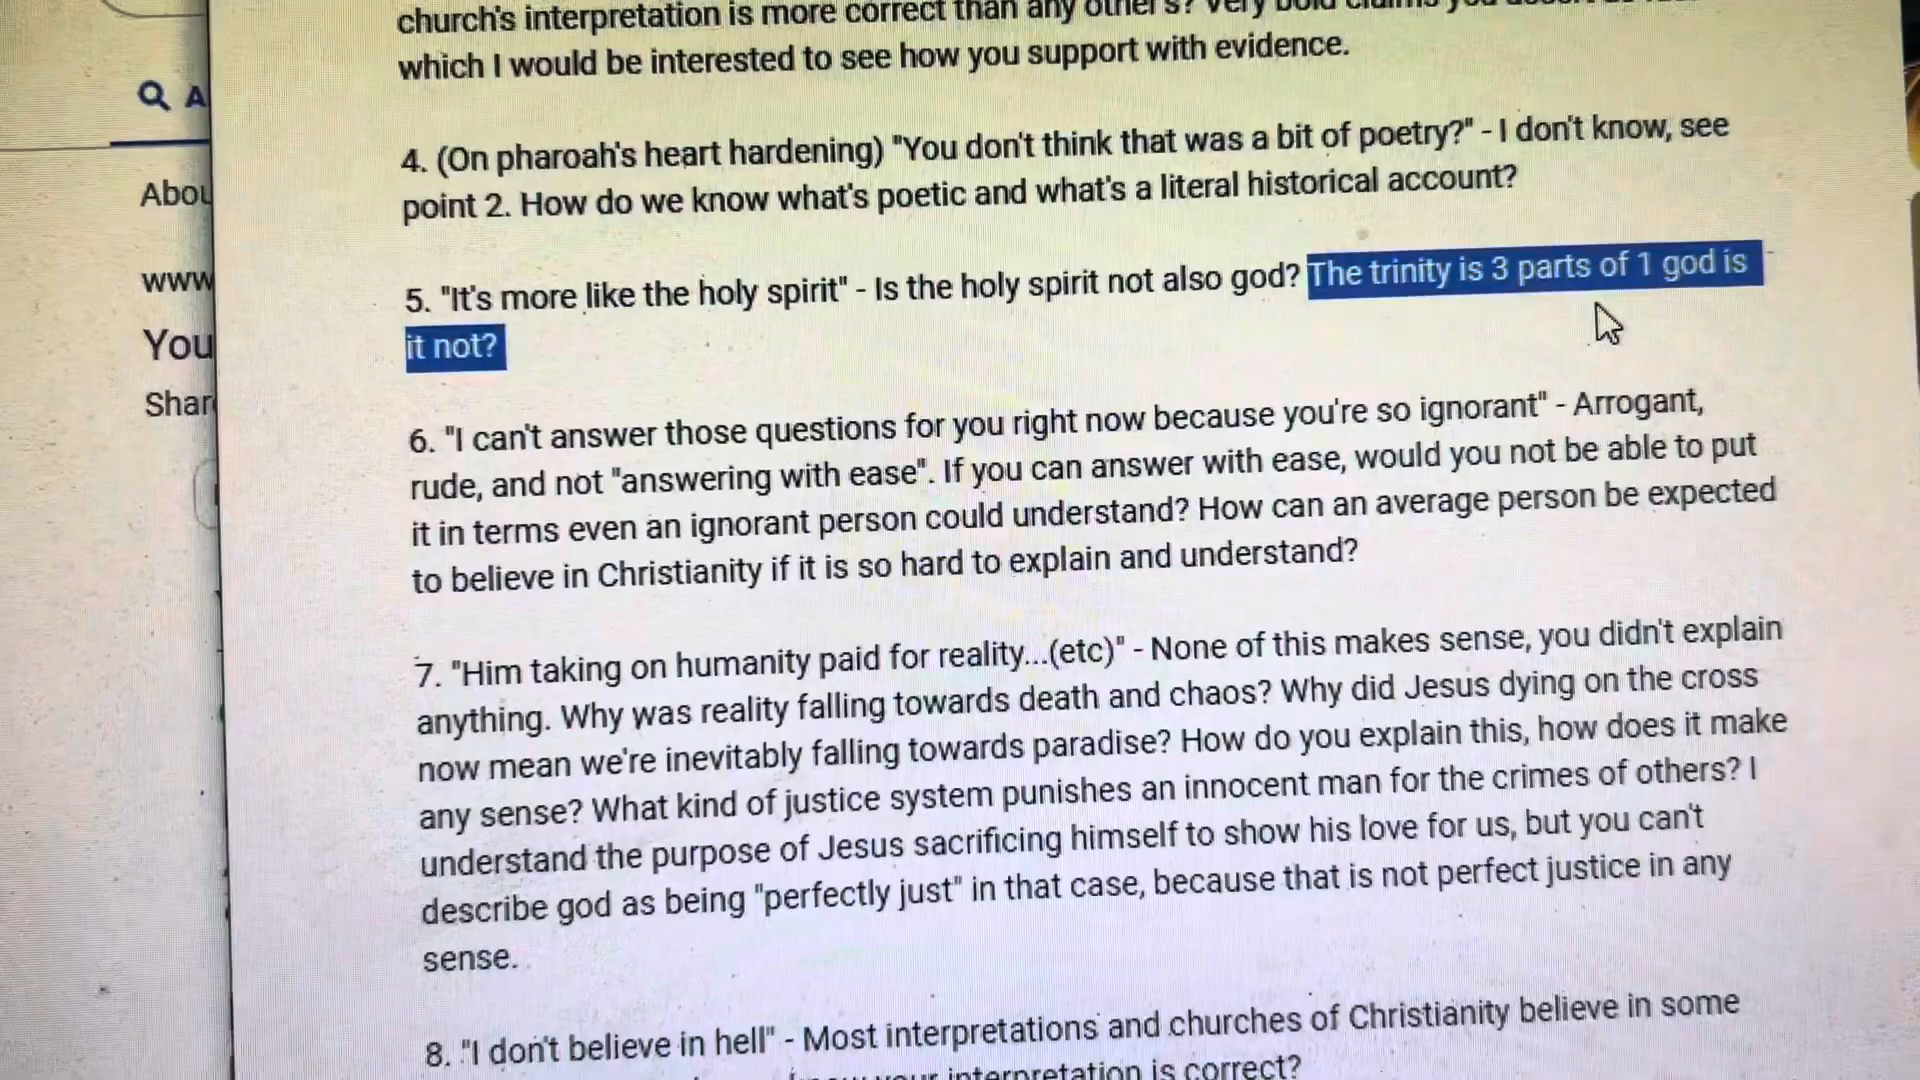 church's interpretation is more correct than any others? Very bold claims you
which I would be interested to see how you support with evidence.
A
4. (On pharoah's heart hardening) "You don't think that was a bit of poetry?" - I don't know, see
point 2. How do we know what's poetic and what's a literal historical account?
Abou
www
5. "It's more like the holy spirit" - Is the holy spirit not also god? The trinity is 3 parts of 1 god is
it not?
You
Shar
6. "I can't answer those questions for you right now because you're so ignorant" - Arrogant,
rude, and not "answering with ease". If you can answer with ease, would you not be able to put
it in terms even an ignorant person could understand? How can an average person be expected
to believe in Christianity if it is so hard to explain and understand?
7. "Him taking on humanity paid for reality...(etc)" - None of this makes sense, you didn't explain
anything. Why was reality falling towards death and chaos? Why did Jesus dying on the cross
now mean we're inevitably falling towards paradise? How do you explain this, how does it make
any sense? What kind of justice system punishes an innocent man for the crimes of others? I
understand the purpose of Jesus sacrificing himself to show his love for us, but you can't
describe god as being "perfectly just" in that case, because that is not perfect justice in any
sense.
8. "I don't believe in hell" - Most interpretations and churches of Christianity believe in some
your interpretation is correct?